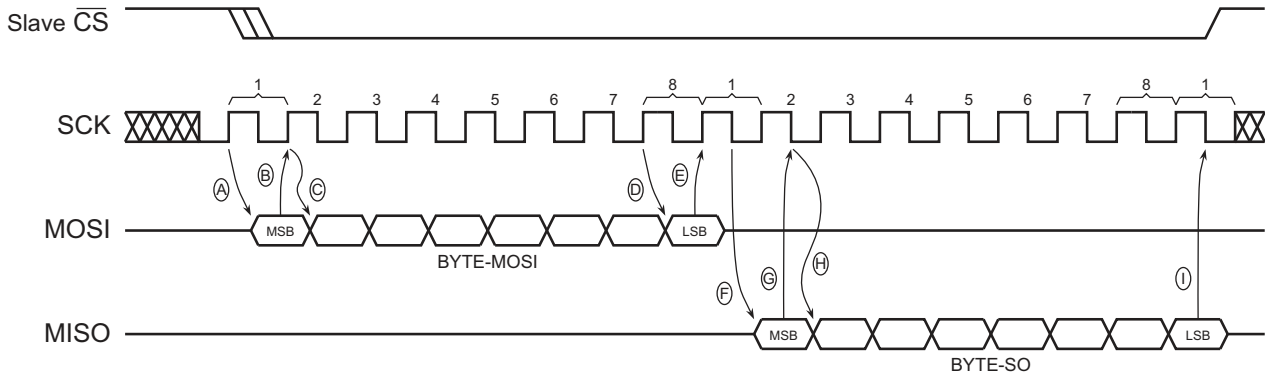 Slave CS
1 2 3 4 5 6 7 8 1 2 3 4 5 6 7 8 1
SCK
A B C D E
MOSI MSB LSB
BYTE-MOSI
F G H I
MISO MSB LSB
BYTE-SO